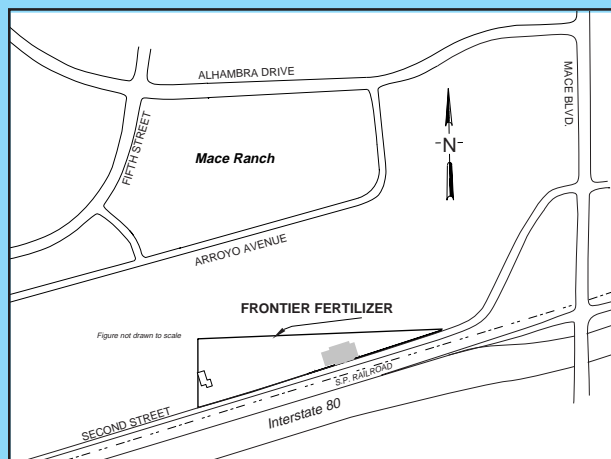 ALHAMBRA DRIVE
MACE BLVD.
FIFTH STREET
Mace Ranch
-N-
ARROYO AVENUE
FRONTIER FERTILIZER
Figure not drawn to scale
S.P. RAILROAD
SECOND STREET
Interstate 80